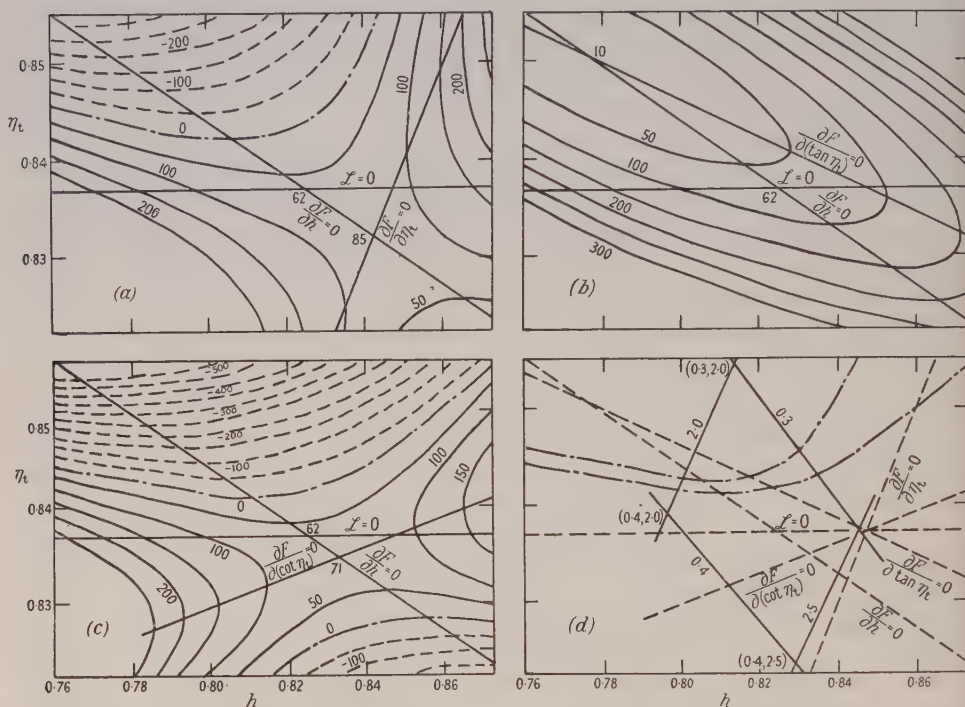 -200
-100
0
100
200
100
200
0·85
ηt
0·84
0·83
ℒ=0
62
∂F/∂h=0
∂F/∂ηt=0
85
50
(a)
10
50
100
200
300
∂F/∂(tan ηt)=0
ℒ=0
62
∂F/∂h=0
(b)
-500
-400
-300
-200
-100
0
100
150
0·85
ηt
0·84
0·83
100
200
62
ℒ=0
∂F/∂(cot ηt)=0
71
∂F/∂h=0
50
0
-100
(c)
0·76
0·78
0·80
0·82
0·84
0·86
h
(0·3,2·0)
2·0
0·3
(0·4,2·0)
0·4
ℒ=0
∂F/∂ηt=0
∂F/∂(cot ηt)=0
∂F/∂ tan ηt=0
∂F/∂h=0
2·5
(0·4,2·5)
(d)
0·76
0·78
0·80
0·82
0·84
0·86
h